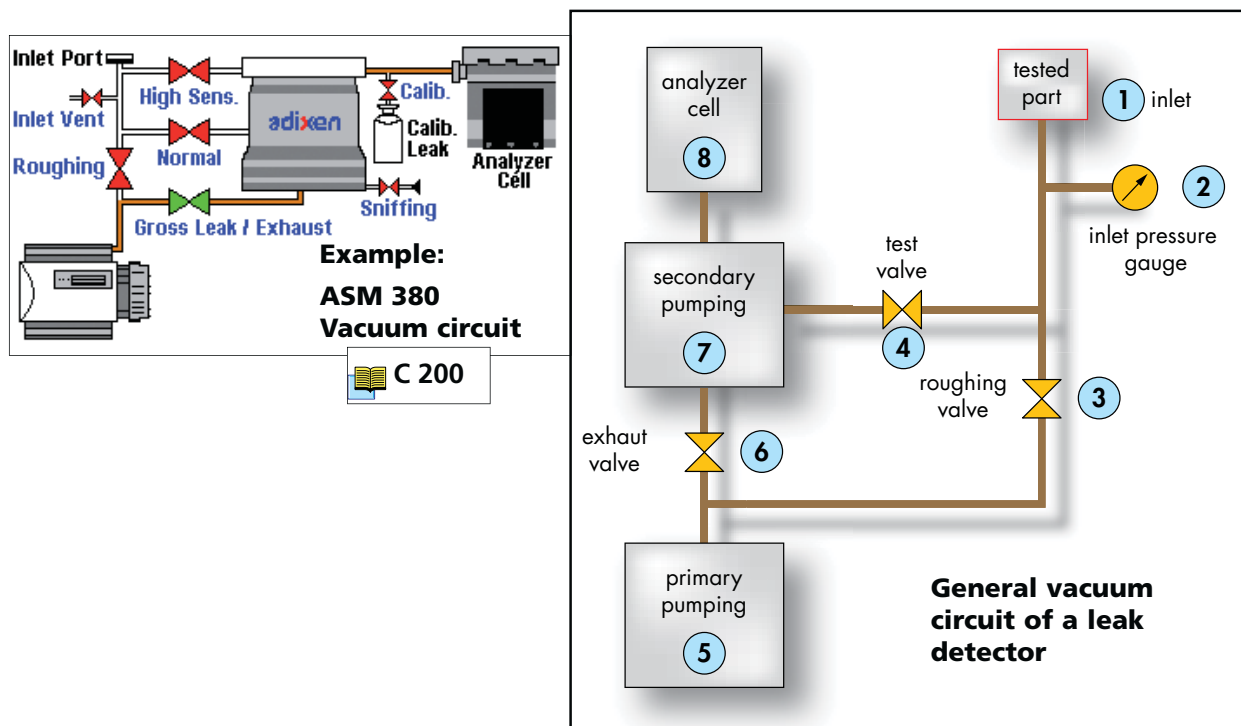 Inlet Port
High Sens.
Inlet Vent
Normal
Roughing
Gross Leak / Exhaust
adixen
Calib.
Calib.
Leak
Analyzer
Cell
Sniffing
Example:
ASM 380
Vacuum circuit
C 200
analyzer
cell
8
tested
part
1
inlet
2
inlet pressure
gauge
test
valve
4
secondary
pumping
7
roughing
valve
3
exhaut
valve
6
primary
pumping
5
General vacuum
circuit of a leak
detector